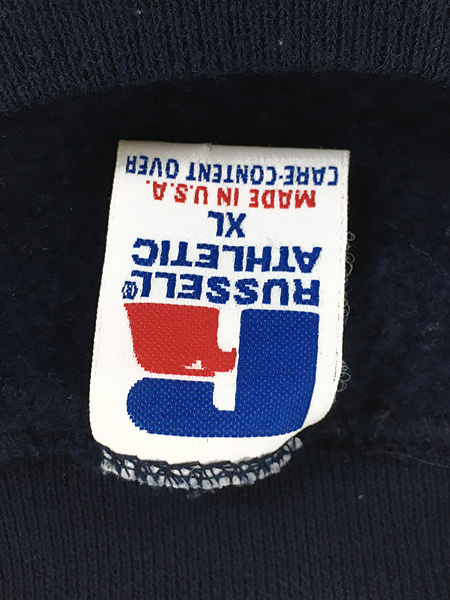 RUSSELL®
ATHLETIC
XL
MADE IN U.S.A.
CARE-CONTENT OVER